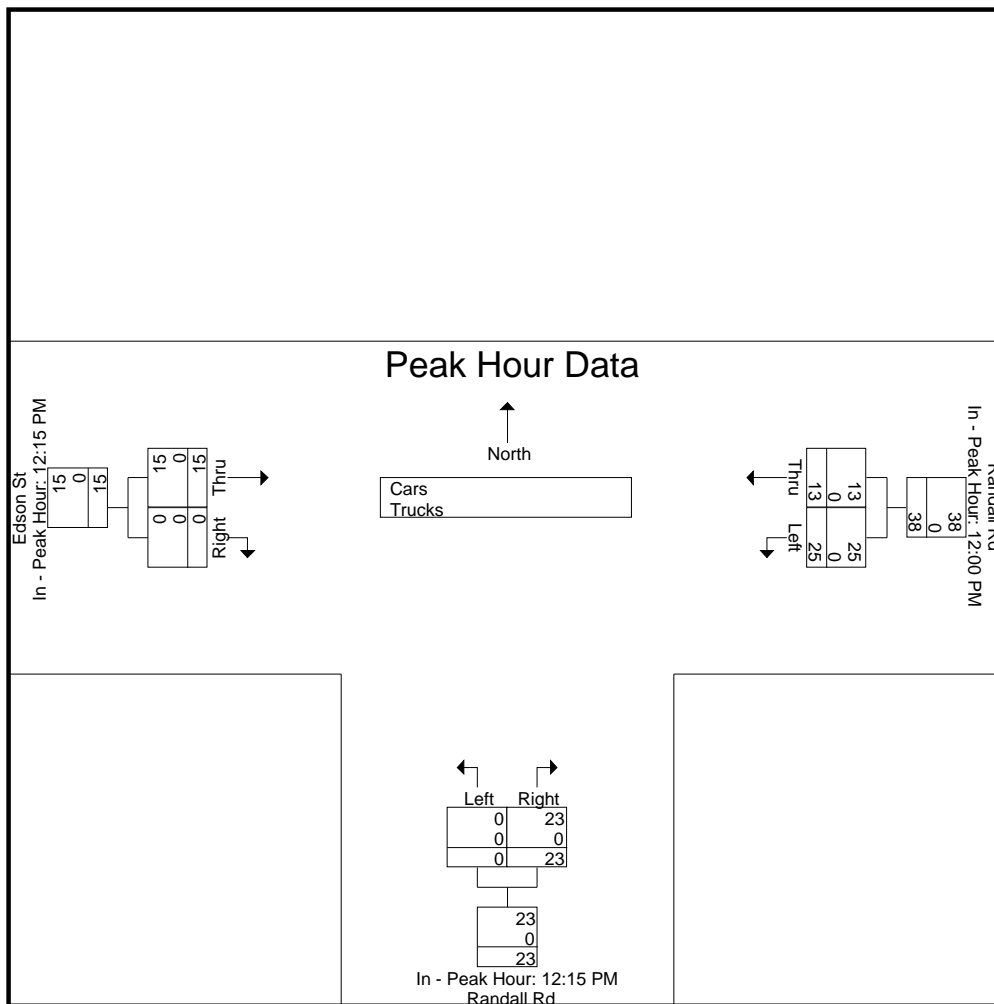 Peak Hour Data
North
Cars
Trucks
Edson St
In - Peak Hour: 12:15 PM
15
0
15
15
0
15
Thru
0
0
0
Right
Randall Rd
In - Peak Hour: 12:00 PM
38
0
38
13
0
13
Thru
25
0
25
Left
Left Right
0 23
0 0
0 23
23
0
23
In - Peak Hour: 12:15 PM
Randall Rd